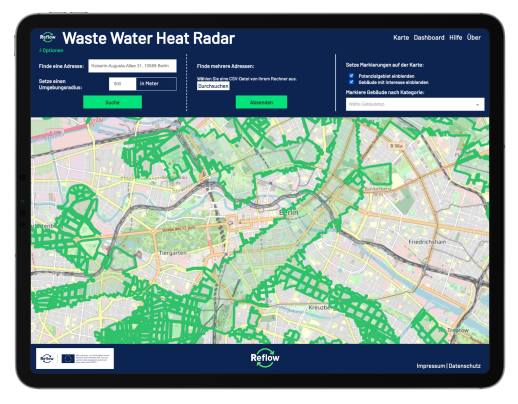 Reflow
Waste Water Heat Radar
Karte Dashboard Hilfe Über
Optionen
Finde eine Adresse:
Kaiserin-Augusta-Allee 31, 10589 Berlin
Setze einen
Umgebungsradius:
500
in Meter
Suche
Finde mehrere Adressen:
Wählen Sie eine CSV-Datei von Ihrem Rechner aus.
Durchsuchen
Absenden
Setze Markierungen auf der Karte:
Potenzialgebiet einblenden
Gebäude mit Interesse einblenden
Markiere Gebäude nach Kategorie:
Wähle Gebäudetyp
Berlin
Tiergarten
Friedrichshain
Kreuzberg
Treptow
Reflow
Reflow
Impressum | Datenschutz